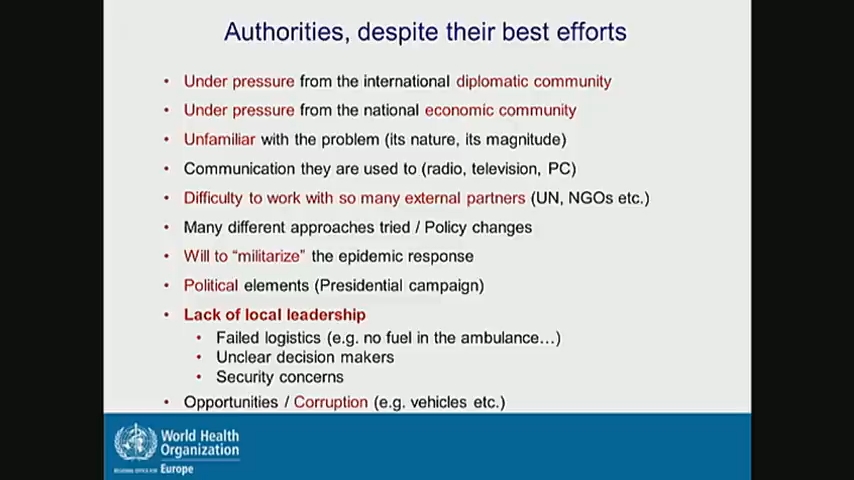 Authorities, despite their best efforts
• Under pressure from the international diplomatic community
• Under pressure from the national economic community
• Unfamiliar with the problem (its nature, its magnitude)
• Communication they are used to (radio, television, PC)
• Difficulty to work with so many external partners (UN, NGOs etc.)
• Many different approaches tried / Policy changes
• Will to “militarize” the epidemic response
• Political elements (Presidential campaign)
• Lack of local leadership
• Failed logistics (e.g. no fuel in the ambulance…)
• Unclear decision makers
• Security concerns
• Opportunities / Corruption (e.g. vehicles etc.)
World Health
Organization
REGIONAL OFFICE FOR Europe